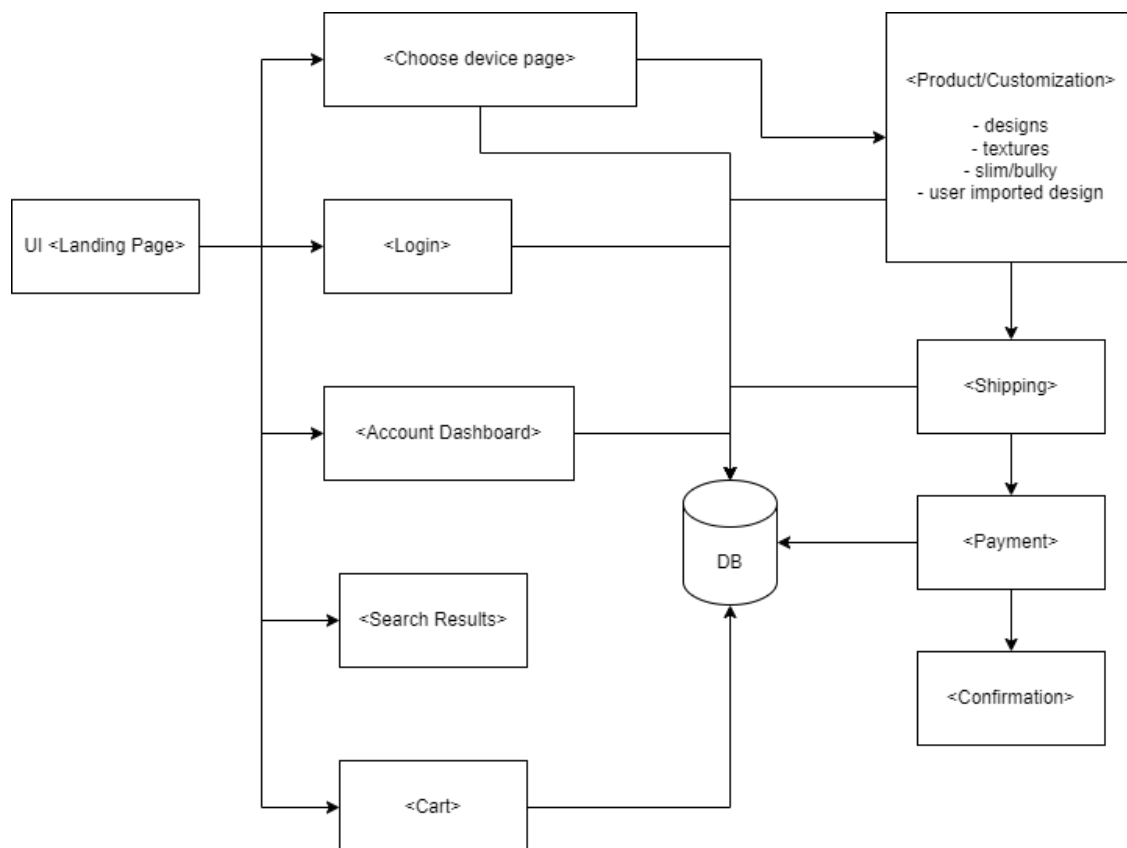 <Choose device page>
<Product/Customization>
- designs
- textures
- slim/bulky
- user imported design
UI <Landing Page>
<Login>
<Shipping>
<Account Dashboard>
<Payment>
DB
<Search Results>
<Confirmation>
<Cart>